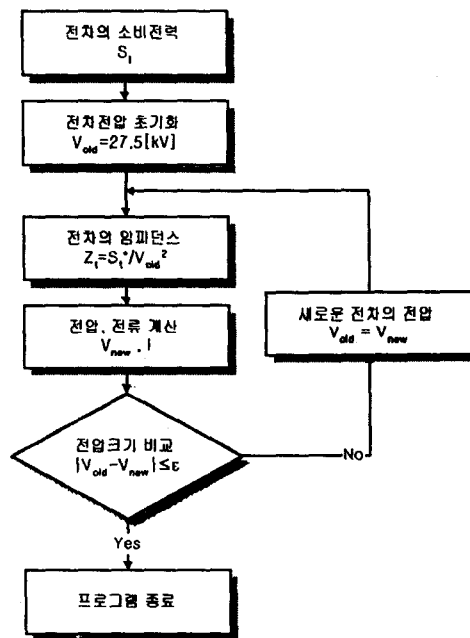 전차의 소비전력
S_t
전차전압 초기화
V_old=27.5[kV]
전차의 임피던스
Z_t=S_t*/V_old²
전압, 전류 계산
V_new , I
새로운 전차의 전압
V_old = V_new
전압크기 비교
|V_old-V_new|≤ε
No
Yes
프로그램 종료